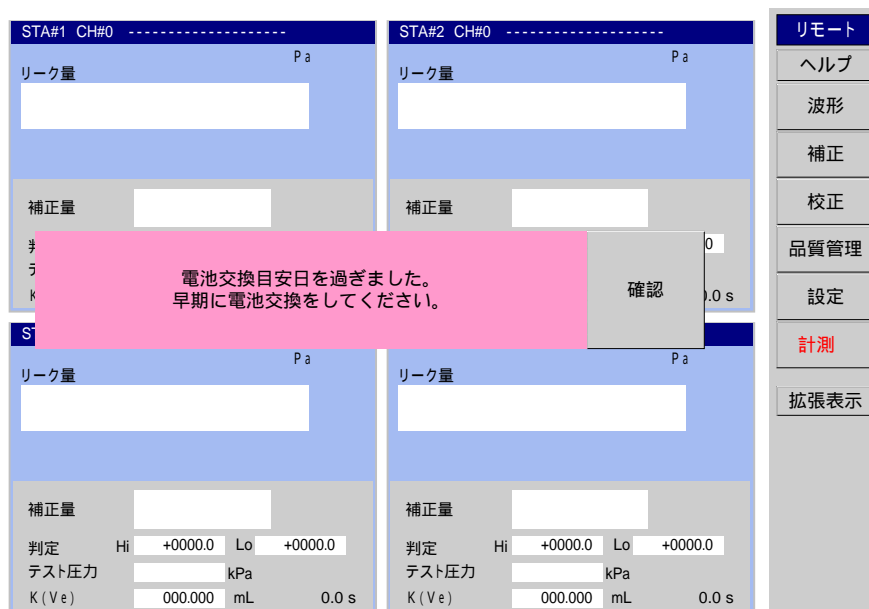 STA#1 CH#0 --------------------
Pa
リーク量
補正量
STA#2 CH#0 --------------------
Pa
リーク量
補正量
0
0.0 s
電池交換目安日を過ぎました。
早期に電池交換をしてください。
確認
Pa
リーク量
補正量
判定 Hi +0000.0 Lo +0000.0
テスト圧力 kPa
K(Ve) 000.000 mL 0.0 s
Pa
リーク量
補正量
判定 Hi +0000.0 Lo +0000.0
テスト圧力 kPa
K(Ve) 000.000 mL 0.0 s
リモート
ヘルプ
波形
補正
校正
品質管理
設定
計測
拡張表示